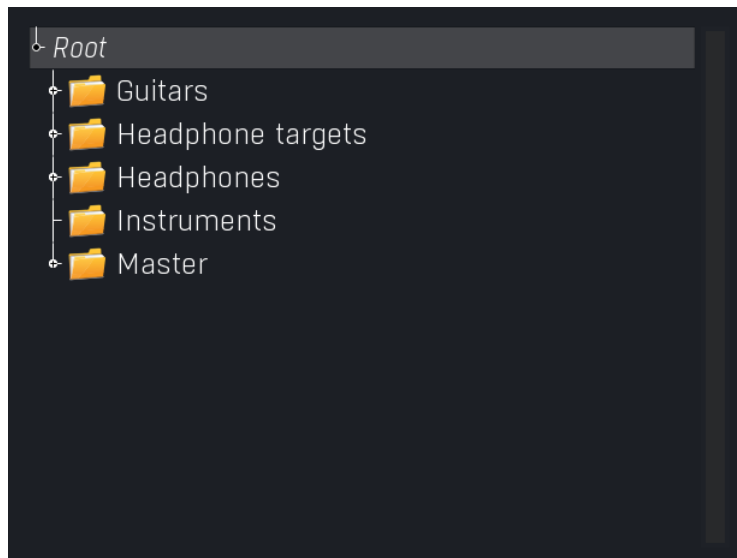 Root
Guitars
Headphone targets
Headphones
Instruments
Master